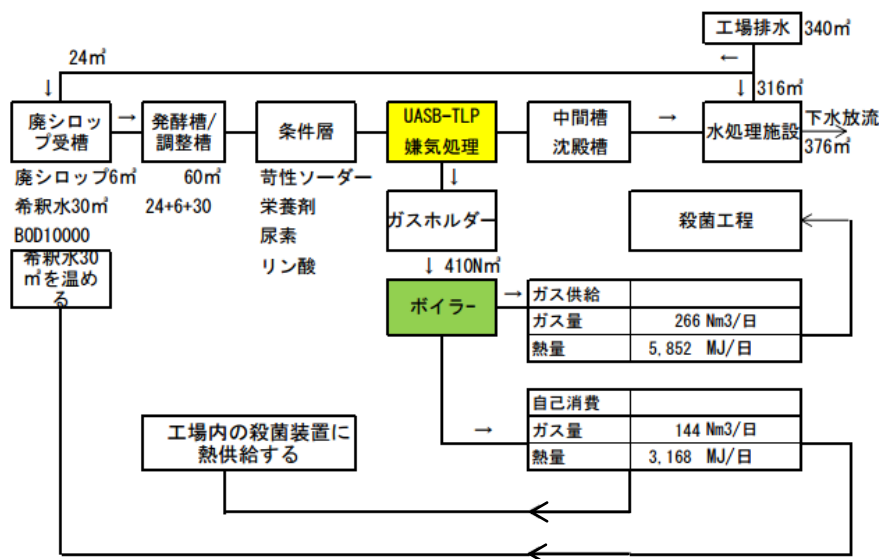 工場排水 340㎥
24㎥
←
↓
↓ 316㎥
廃シロッ
プ受槽
→
発酵槽/
調整槽
条件層
UASB-TLP
嫌気処理
中間槽
沈殿槽
→
水処理施設
下水放流
376㎥
廃シロップ6㎥
希釈水30㎥
BOD10000
60㎥
24+6+30
苛性ソーダー
栄養剤
尿素
リン酸
↓
ガスホルダー
殺菌工程
希釈水30
㎥を温め
る
↓ 410N㎥
ボイラー
→
ガス供給
ガス量 266 Nm3/日
熱量 5,852 MJ/日
→
自己消費
ガス量 144 Nm3/日
熱量 3,168 MJ/日
工場内の殺菌装置に
熱供給する